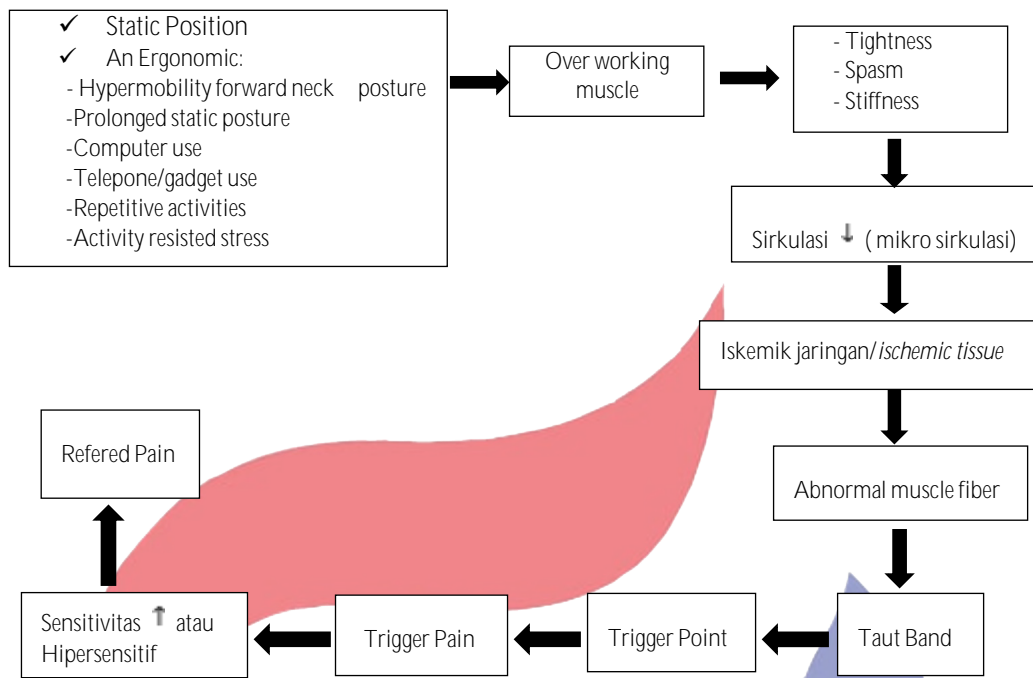 ✓ Static Position
✓ An Ergonomic:
- Hypermobility forward neck posture
-Prolonged static posture
-Computer use
-Telepone/gadget use
-Repetitive activities
-Activity resisted stress
Over working
muscle
- Tightness
- Spasm
- Stiffness
Sirkulasi ↓ ( mikro sirkulasi)
Iskemik jaringan/ischemic tissue
Abnormal muscle fiber
Taut Band
Trigger Point
Trigger Pain
Sensitivitas ↑ atau
Hipersensitif
Refered Pain